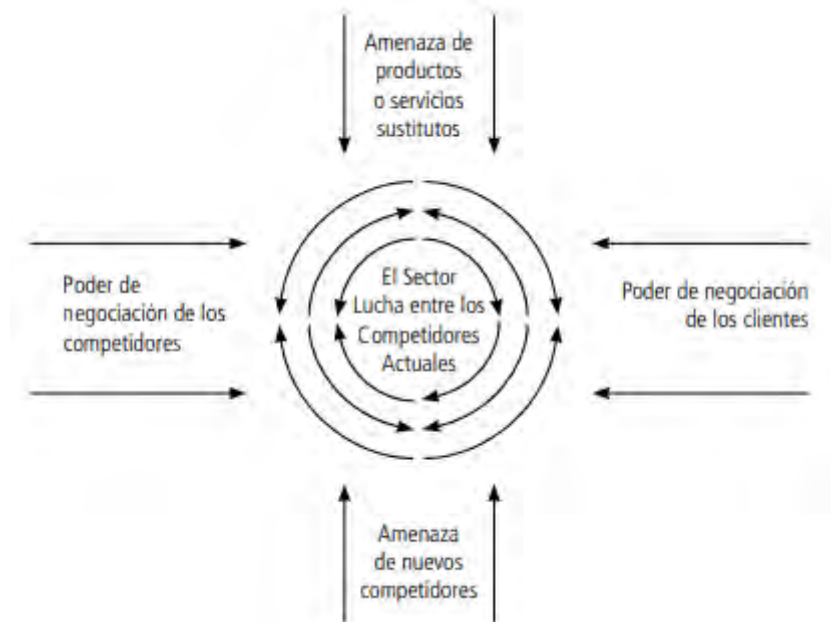 Amenaza de
productos
o servicios
sustitutos
Poder de
negociación de los
competidores
El Sector
Lucha entre los
Competidores
Actuales
Poder de negociación
de los clientes
Amenaza
de nuevos
competidores